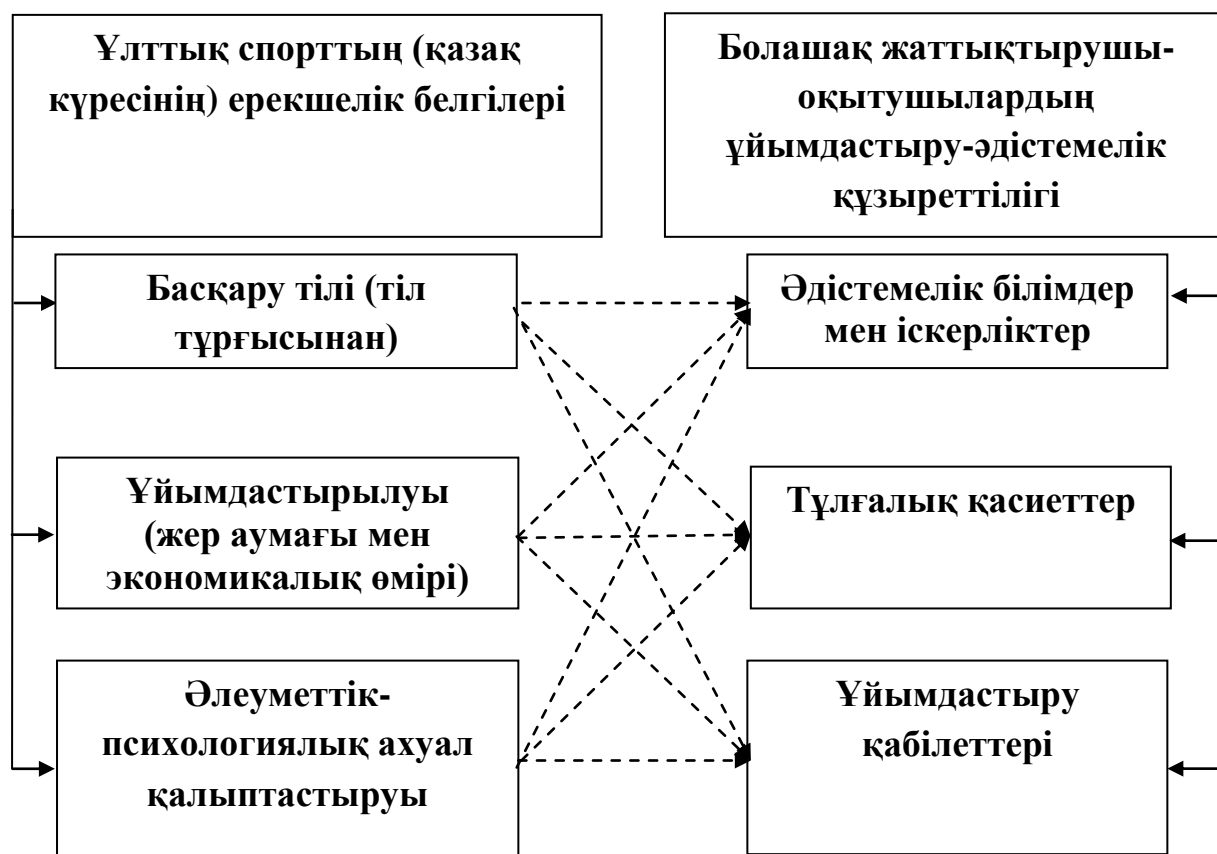 Ұлттық спорттың (қазақ
күресінің) ерекшелік белгілері
Болашақ жаттықтырушы-
оқытушылардың
ұйымдастыру-әдістемелік
құзыреттілігі
Басқару тілі (тіл
тұрғысынан)
Әдістемелік білімдер
мен іскерліктер
Ұйымдастырылуы
(жер аумағы мен
экономикалық өмірі)
Тұлғалық қасиеттер
Әлеуметтік-
психологиялық ахуал
қалыптастыруы
Ұйымдастыру
қабілеттері